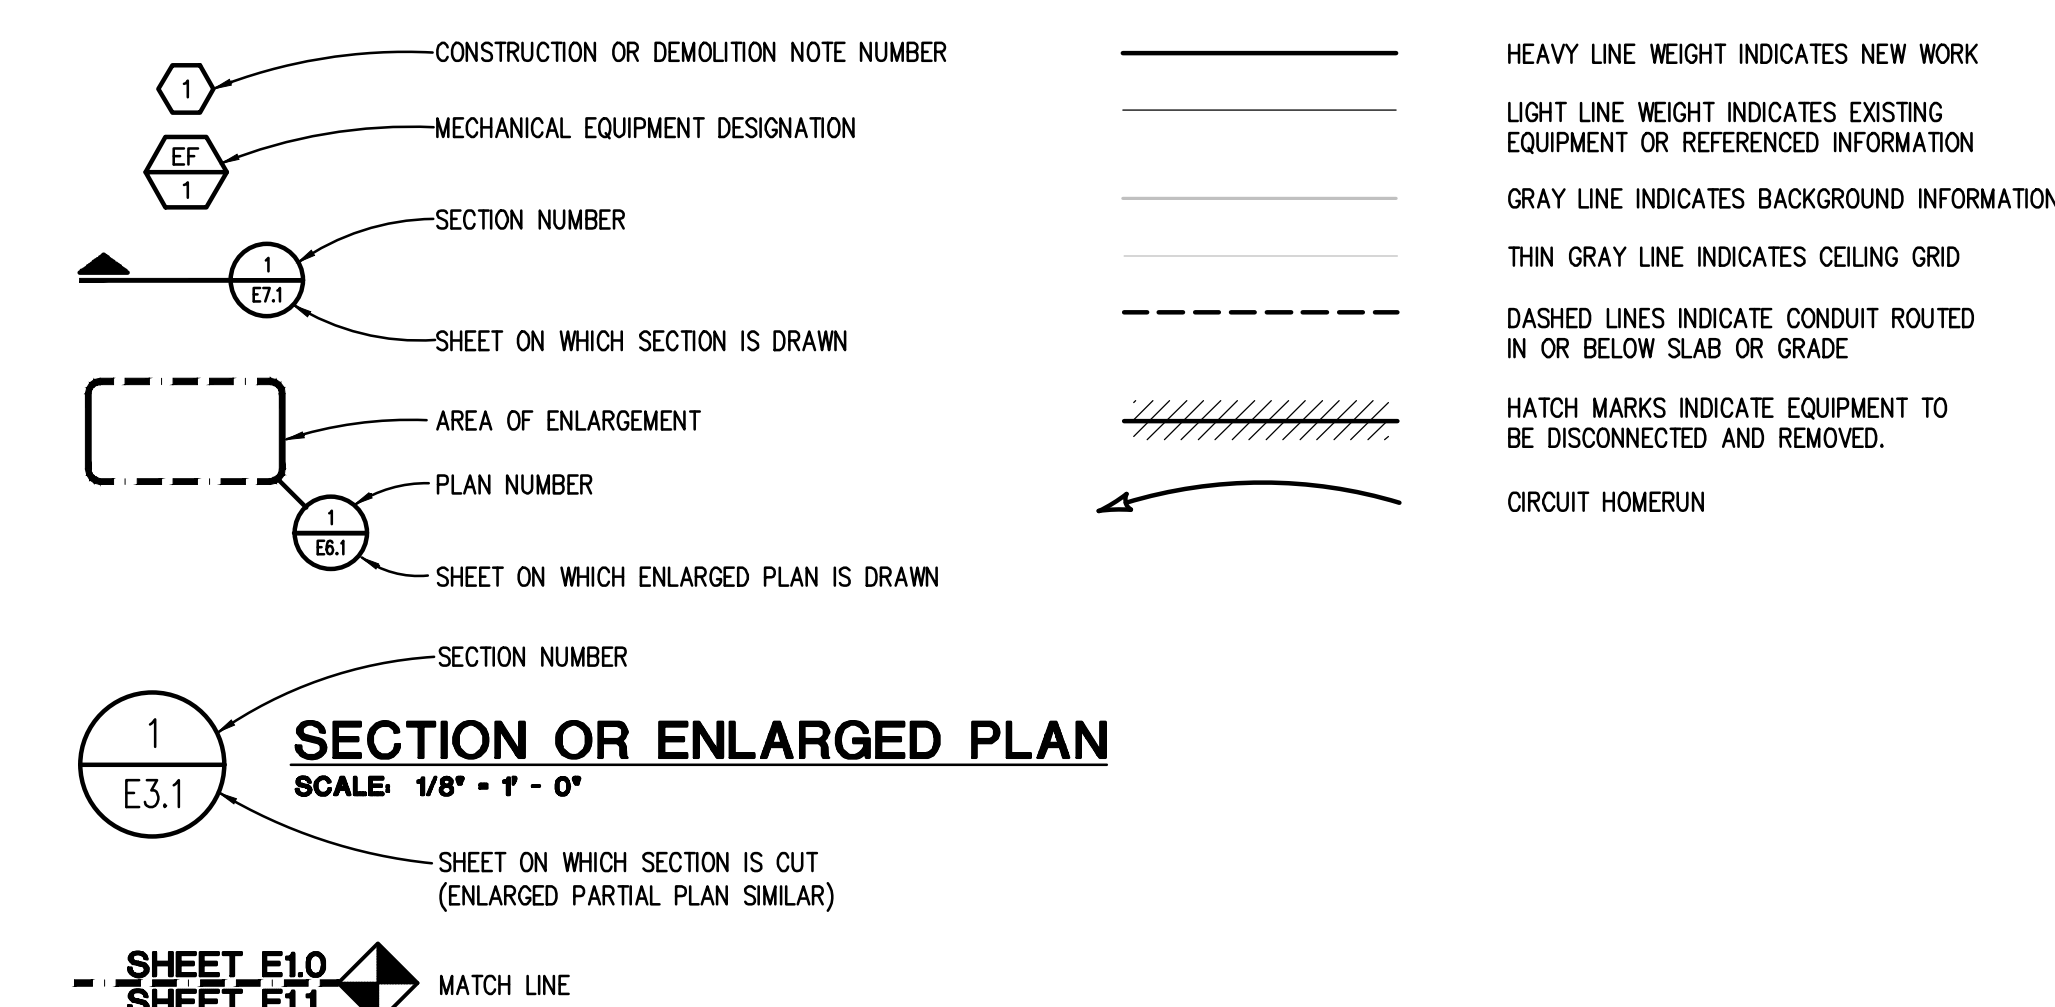 CONSTRUCTION OR DEMOLITION NOTE NUMBER
1
MECHANICAL EQUIPMENT DESIGNATION
EF
1
SECTION NUMBER
1
E7.1
SHEET ON WHICH SECTION IS DRAWN
AREA OF ENLARGEMENT
PLAN NUMBER
1
E6.1
SHEET ON WHICH ENLARGED PLAN IS DRAWN
SECTION NUMBER
1
E3.1
SECTION OR ENLARGED PLAN
SCALE: 1/8" - 1' - 0"
SHEET ON WHICH SECTION IS CUT
(ENLARGED PARTIAL PLAN SIMILAR)
SHEET E1.0
SHEET E1.1
MATCH LINE
HEAVY LINE WEIGHT INDICATES NEW WORK
LIGHT LINE WEIGHT INDICATES EXISTING
EQUIPMENT OR REFERENCED INFORMATION
GRAY LINE INDICATES BACKGROUND INFORMATION
THIN GRAY LINE INDICATES CEILING GRID
DASHED LINES INDICATE CONDUIT ROUTED
IN OR BELOW SLAB OR GRADE
HATCH MARKS INDICATE EQUIPMENT TO
BE DISCONNECTED AND REMOVED.
CIRCUIT HOMERUN